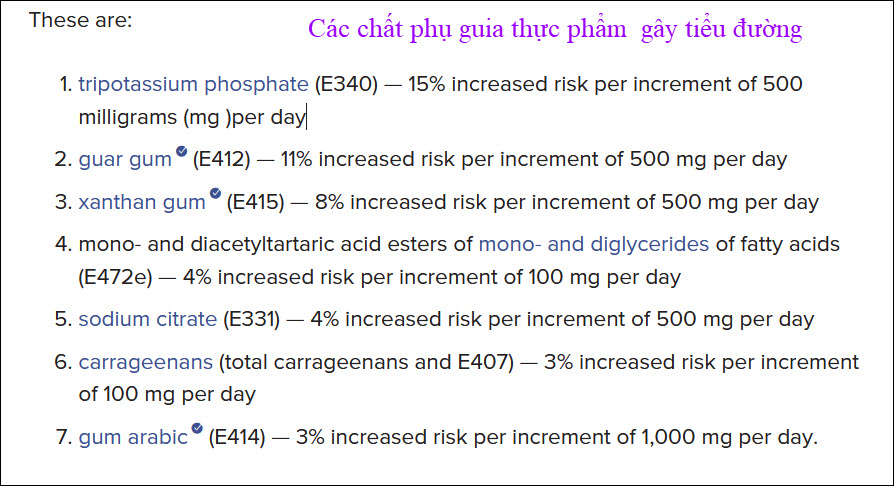 These are:
Các chất phụ guia thực phẩm gây tiểu đường
1. tripotassium phosphate (E340) — 15% increased risk per increment of 500
milligrams (mg )per day
2. guar gum (E412) — 11% increased risk per increment of 500 mg per day
3. xanthan gum (E415) — 8% increased risk per increment of 500 mg per day
4. mono- and diacetyltartaric acid esters of mono- and diglycerides of fatty acids
(E472e) — 4% increased risk per increment of 100 mg per day
5. sodium citrate (E331) — 4% increased risk per increment of 500 mg per day
6. carrageenans (total carrageenans and E407) — 3% increased risk per increment
of 100 mg per day
7. gum arabic (E414) — 3% increased risk per increment of 1,000 mg per day.